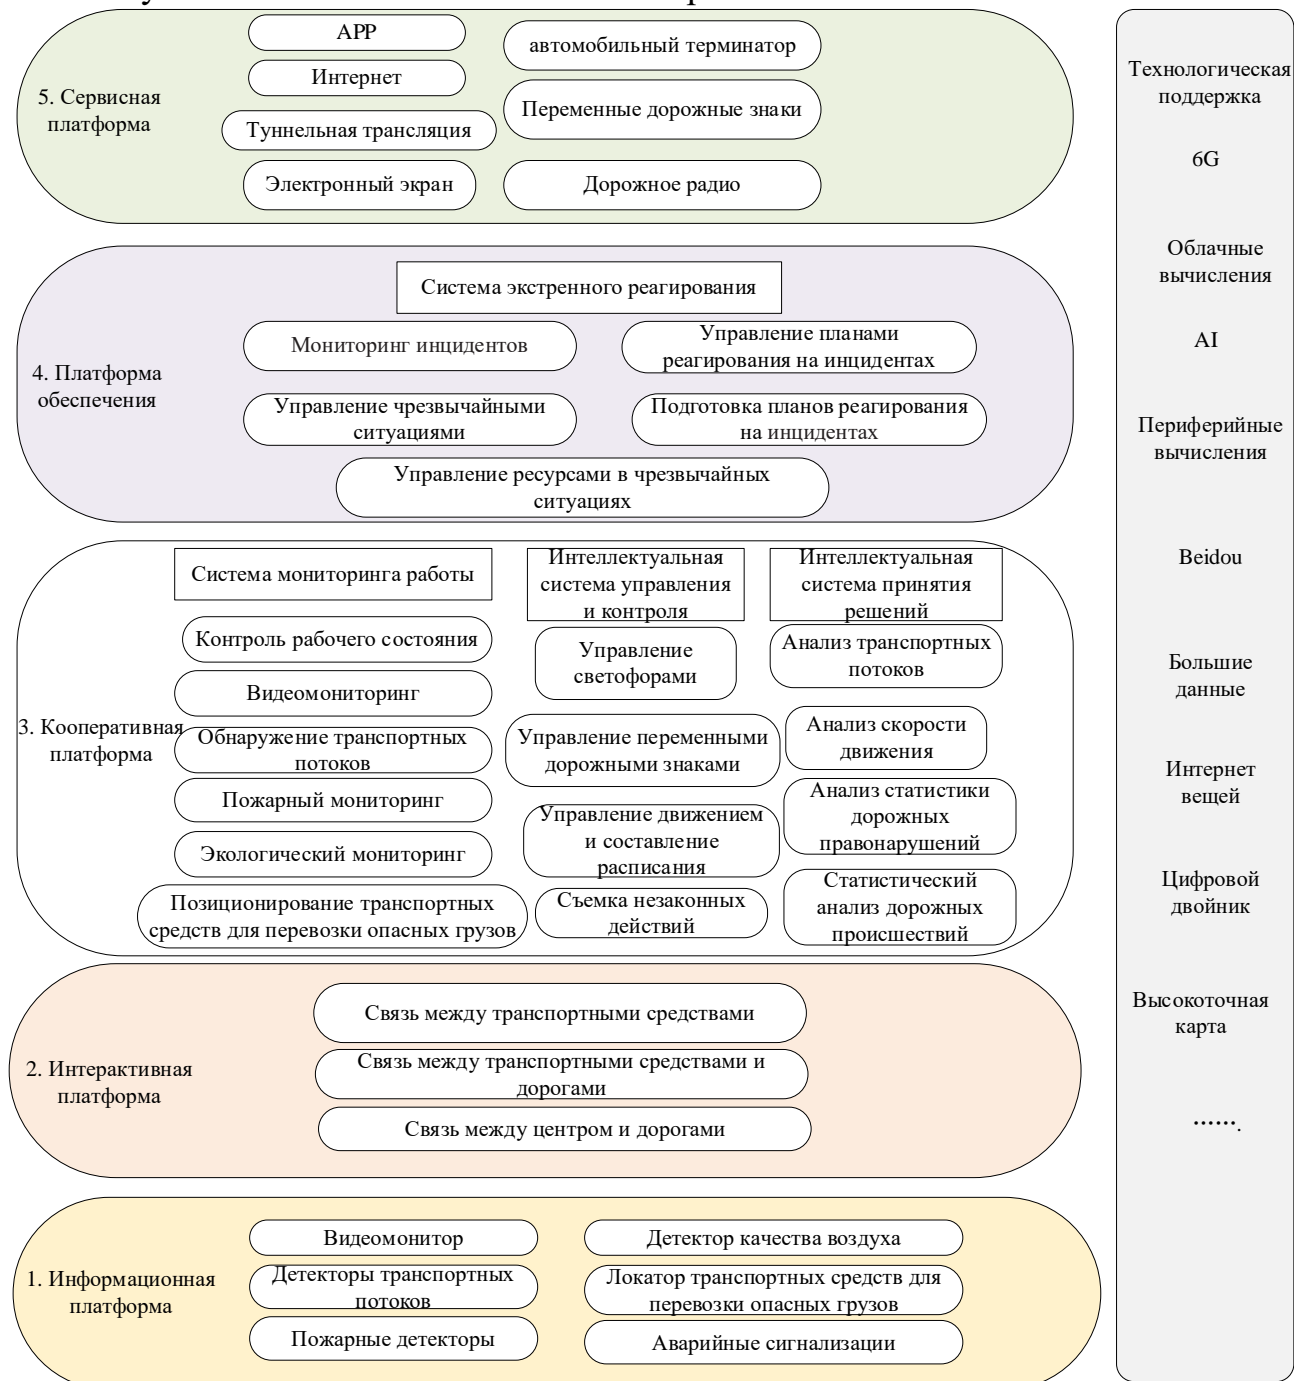 5. Сервисная
платформа
APP
Интернет
Туннельная трансляция
Электронный экран
автомобильный терминатор
Переменные дорожные знаки
Дорожное радио
4. Платформа
обеспечения
Система экстренного реагирования
Мониторинг инцидентов
Управление планами
реагирования на инцидентах
Управление чрезвычайными
ситуациями
Подготовка планов реагирования
на инцидентах
Управление ресурсами в чрезвычайных
ситуациях
3. Кооперативная
платформа
Система мониторинга работы
Контроль рабочего состояния
Видеомониторинг
Обнаружение транспортных
потоков
Пожарный мониторинг
Экологический мониторинг
Позиционирование транспортных
средств для перевозки опасных грузов
Интеллектуальная
система управления
и контроля
Управление
светофорами
Управление переменными
дорожными знаками
Управление движением
и составление
расписания
Съемка незаконных
действий
Интеллектуальная
система принятия
решений
Анализ транспортных
потоков
Анализ скорости
движения
Анализ статистики
дорожных
правонарушений
Статистический
анализ дорожных
происшествий
2. Интерактивная
платформа
Связь между транспортными средствами
Связь между транспортными средствами и
дорогами
Связь между центром и дорогами
1. Информационная
платформа
Видеомонитор
Детекторы транспортных
потоков
Пожарные детекторы
Детектор качества воздуха
Локатор транспортных средств для
перевозки опасных грузов
Аварийные сигнализации
Технологическая
поддержка
6G
Облачные
вычисления
AI
Периферийные
вычисления
Beidou
Большие
данные
Интернет
вещей
Цифровой
двойник
Высокоточная
карта
…….